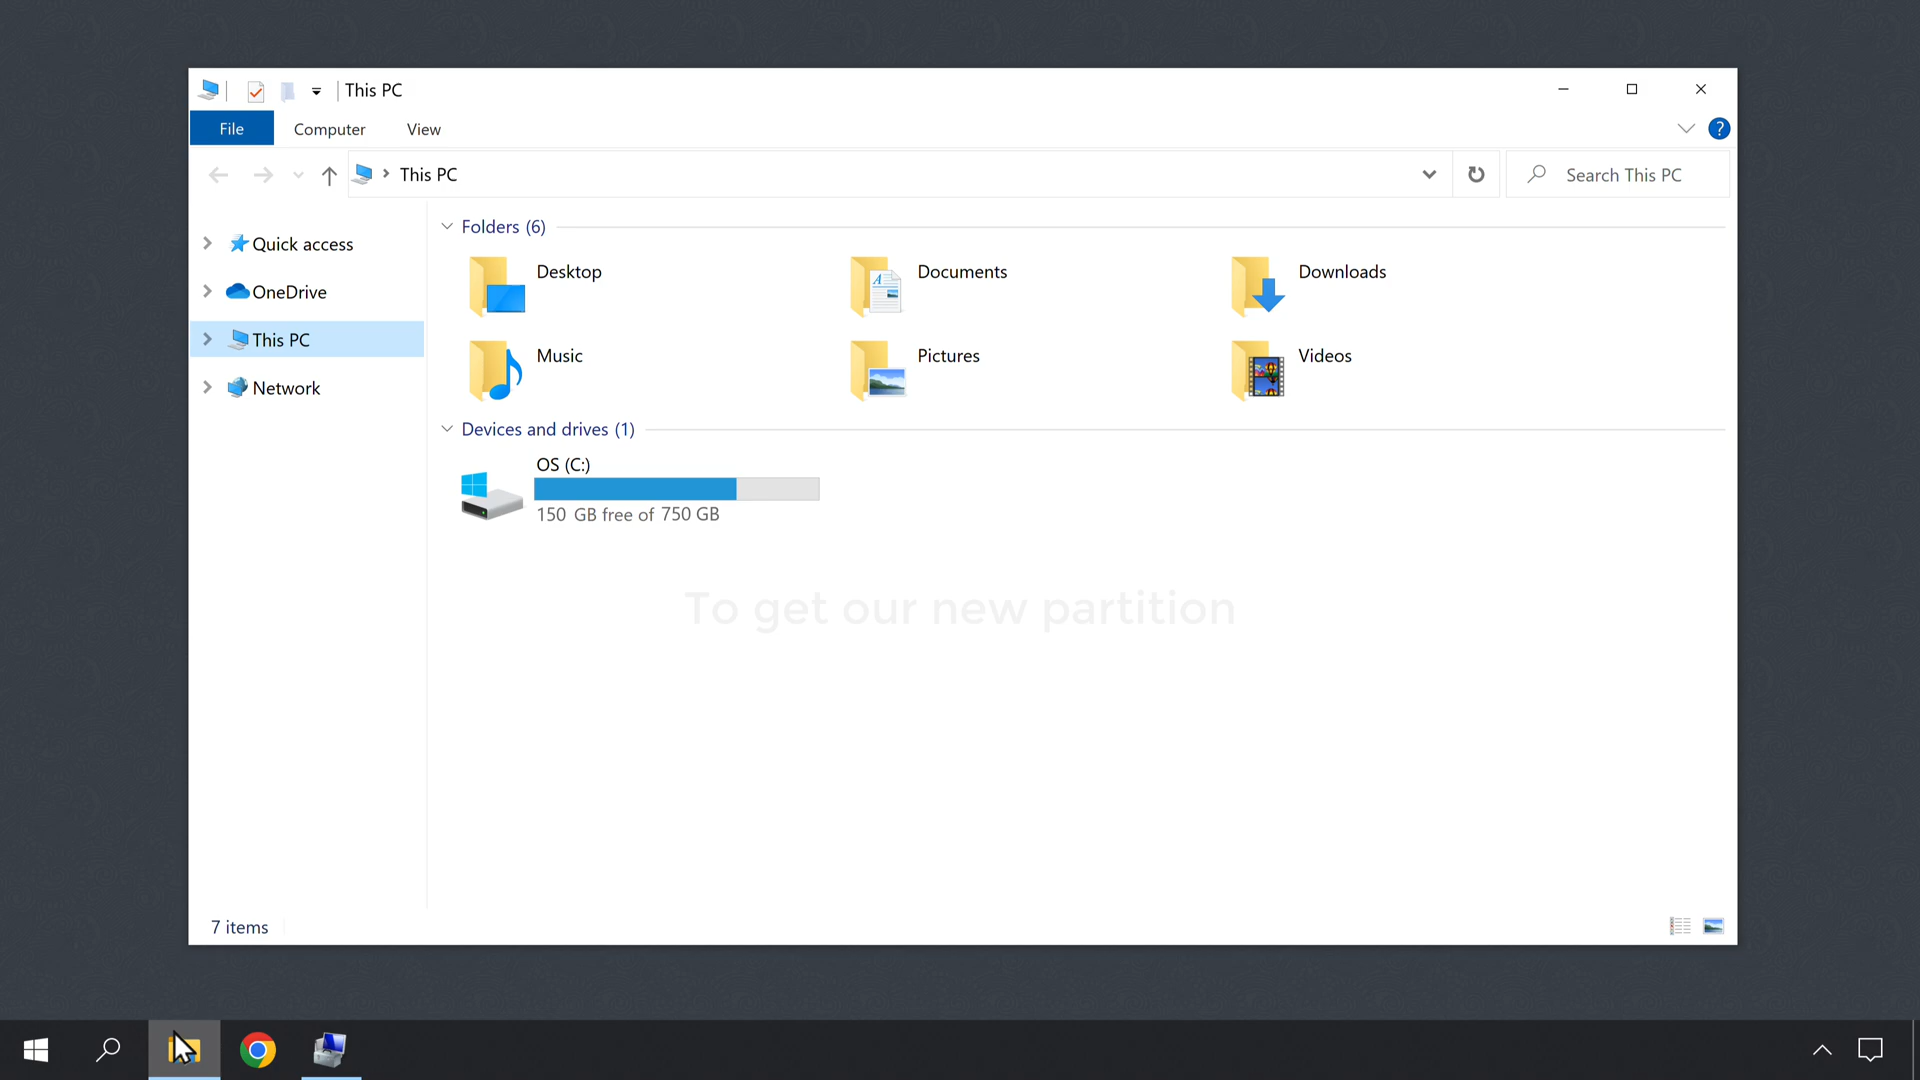 This PC
File Computer View
This PC Search This PC
Quick access
OneDrive
This PC
Network
Folders (6)
Desktop Documents Downloads
Music Pictures Videos
Devices and drives (1)
OS (C:)
150 GB free of 750 GB
To get our new partition
7 items